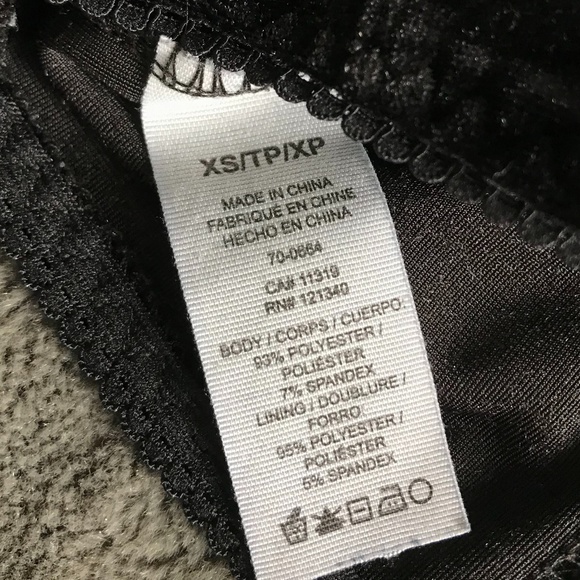 XS/TP/XP
MADE IN CHINA
FABRIQUÉ EN CHINE
HECHO EN CHINA
70-0664
CA# 11319
RN# 121340
BODY / CORPS / CUERPO
93% POLYESTER /
POLIÉSTER
7% SPANDEX
LINING / DOUBLURE /
FORRO
95% POLYESTER /
POLIÉSTER
5% SPANDEX